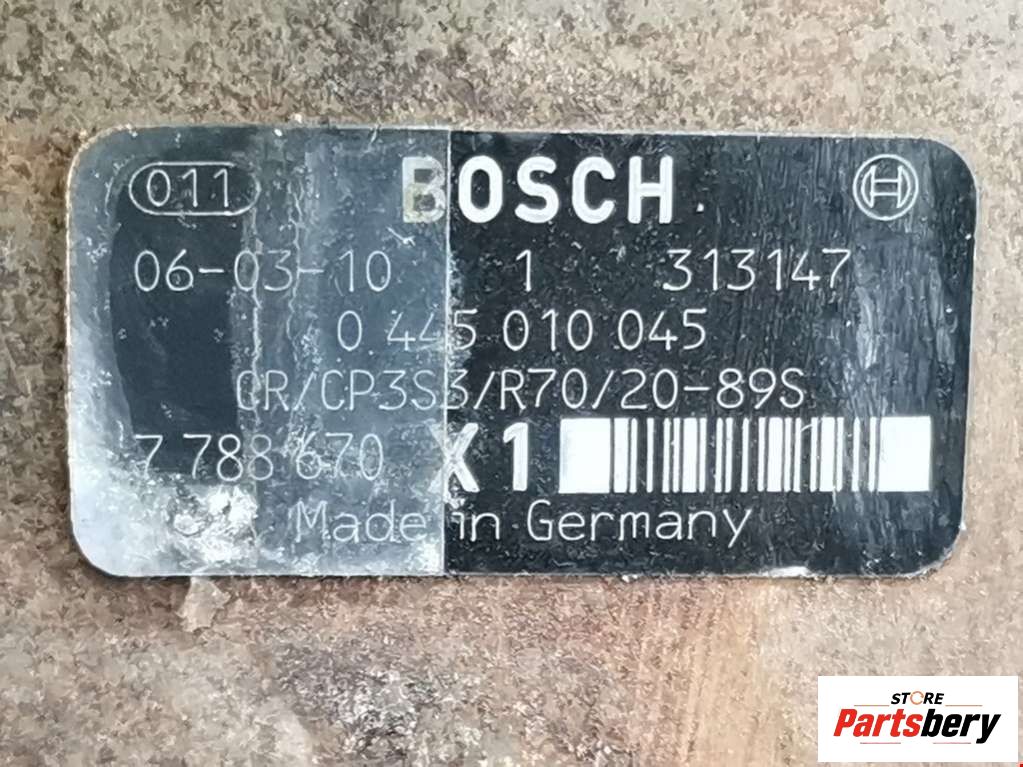 011 BOSCH
06-03-10 1 313147
0 445 010 045
CR/CP3S3/R70/20-89S
7 788 670 X1
Made in Germany
STORE
Partsbery